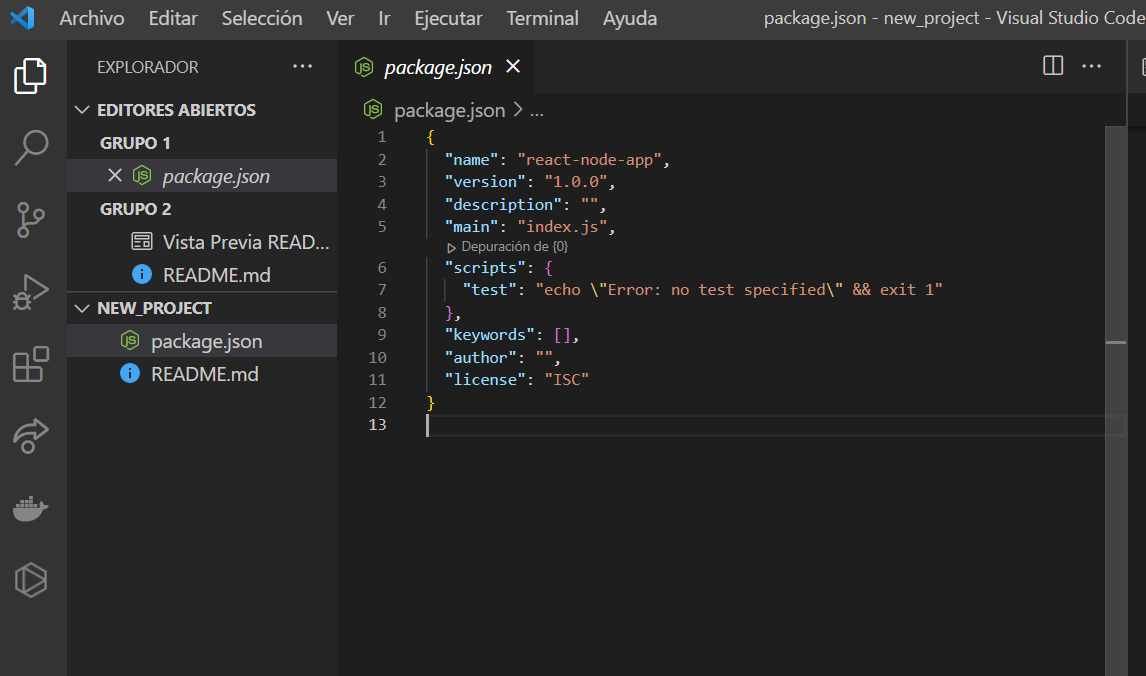 Archivo Editar Selección Ver Ir Ejecutar Terminal Ayuda package.json - new_project - Visual Studio Code
EXPLORADOR ...
EDITORES ABIERTOS
GRUPO 1
package.json
GRUPO 2
Vista Previa READ...
README.md
NEW_PROJECT
package.json
README.md
package.json
package.json > ...
1 {
2 "name": "react-node-app",
3 "version": "1.0.0",
4 "description": "",
5 "main": "index.js",
Depuración de {0}
6 "scripts": {
7 "test": "echo \"Error: no test specified\" && exit 1"
8 },
9 "keywords": [],
10 "author": "",
11 "license": "ISC"
12 }
13